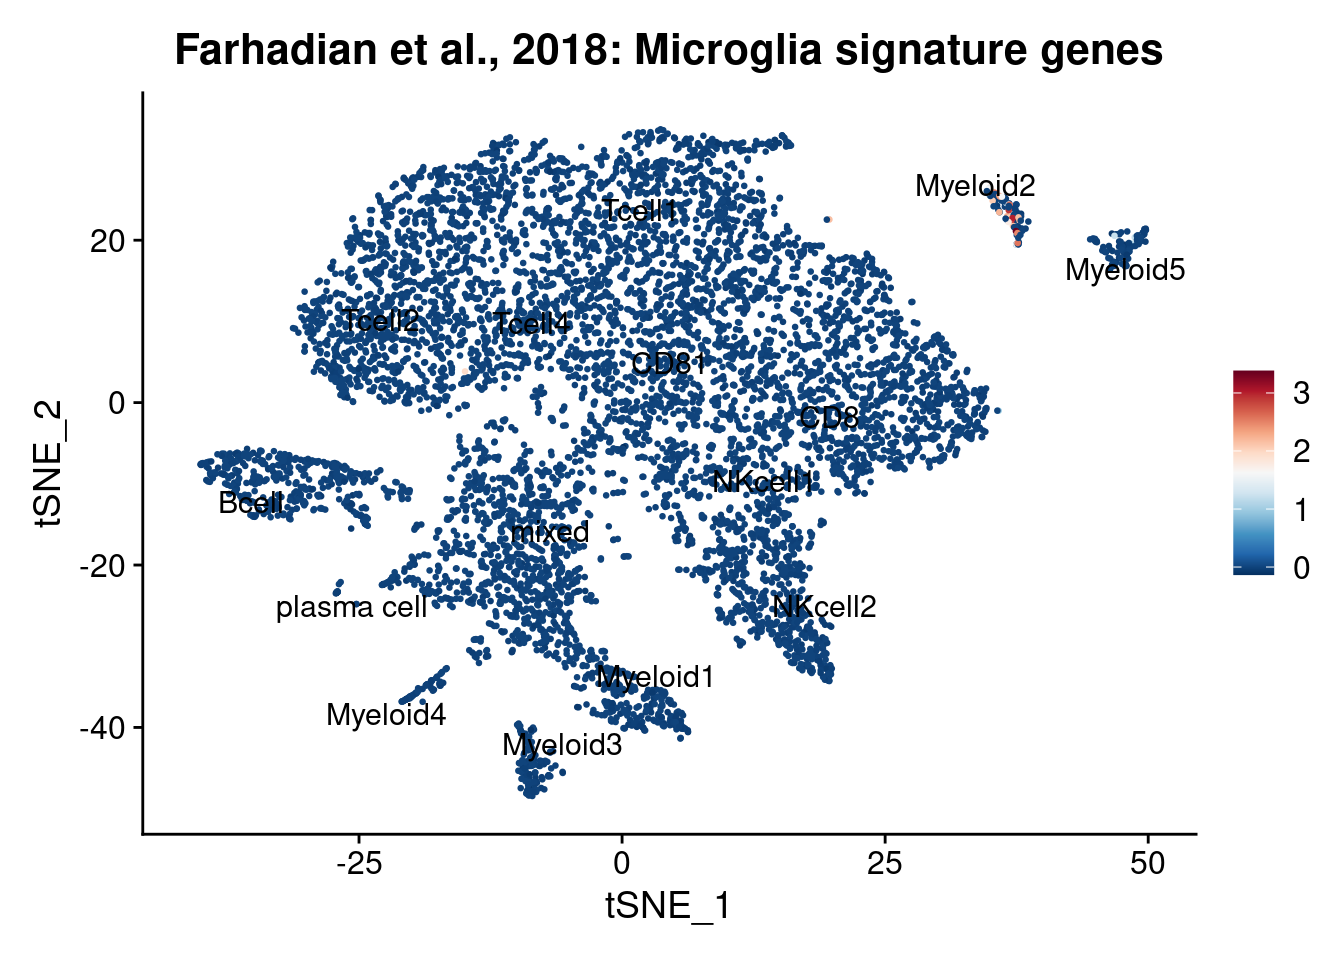 Farhadian et al., 2018: Microglia signature genes
Myeloid2
Tcell1
20
Myeloid5
Tcell2
Tcell4
CD81
3
0
CD8
2
NKcell1
Bcell
1
mixed
-20
0
plasma cell
NKcell2
Myeloid1
Myeloid4
-40
Myeloid3
-25
0
25
50
tSNE_1
tSNE_2